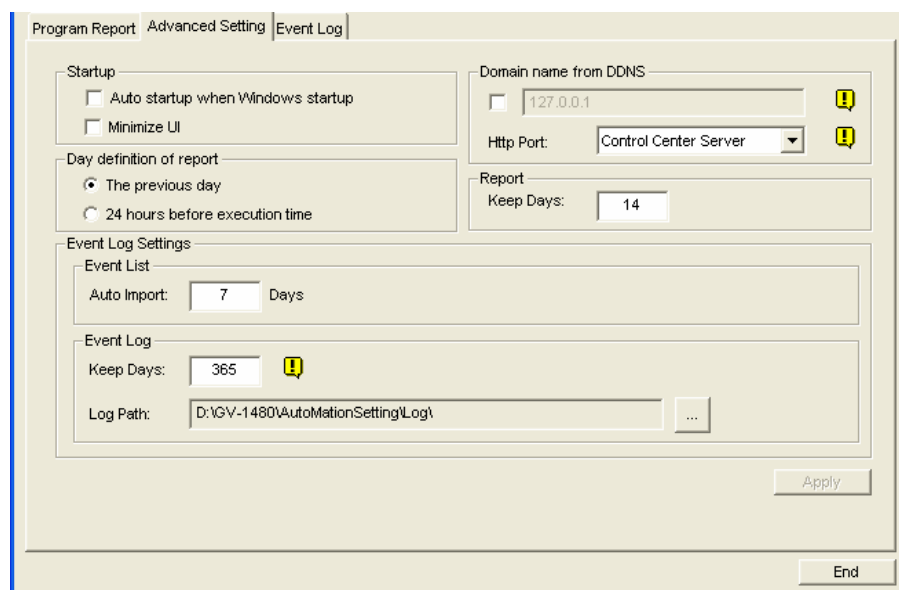 Program Report
Advanced Setting
Event Log
Startup
Auto startup when Windows startup
Minimize UI
Domain name from DDNS
127.0.0.1
Http Port:
Control Center Server
Day definition of report
The previous day
24 hours before execution time
Report
Keep Days:
14
Event Log Settings
Event List
Auto Import:
7
Days
Event Log
Keep Days:
365
Log Path:
D:\GV-1480\AutoMationSetting\Log\
...
Apply
End